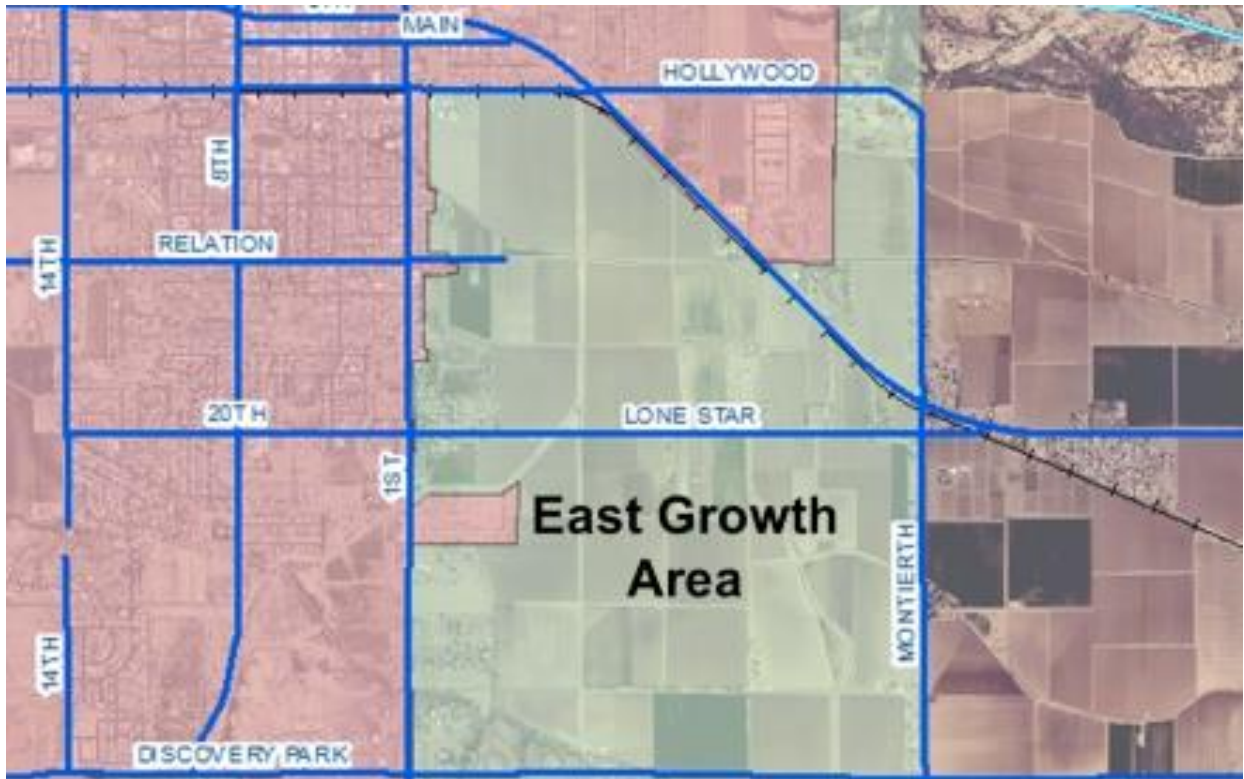 MAIN
HOLLYWOOD
8TH
RELATION
14TH
20TH
LONE STAR
1ST
East Growth
Area
MONTIERTH
14TH
DISCOVERY PARK